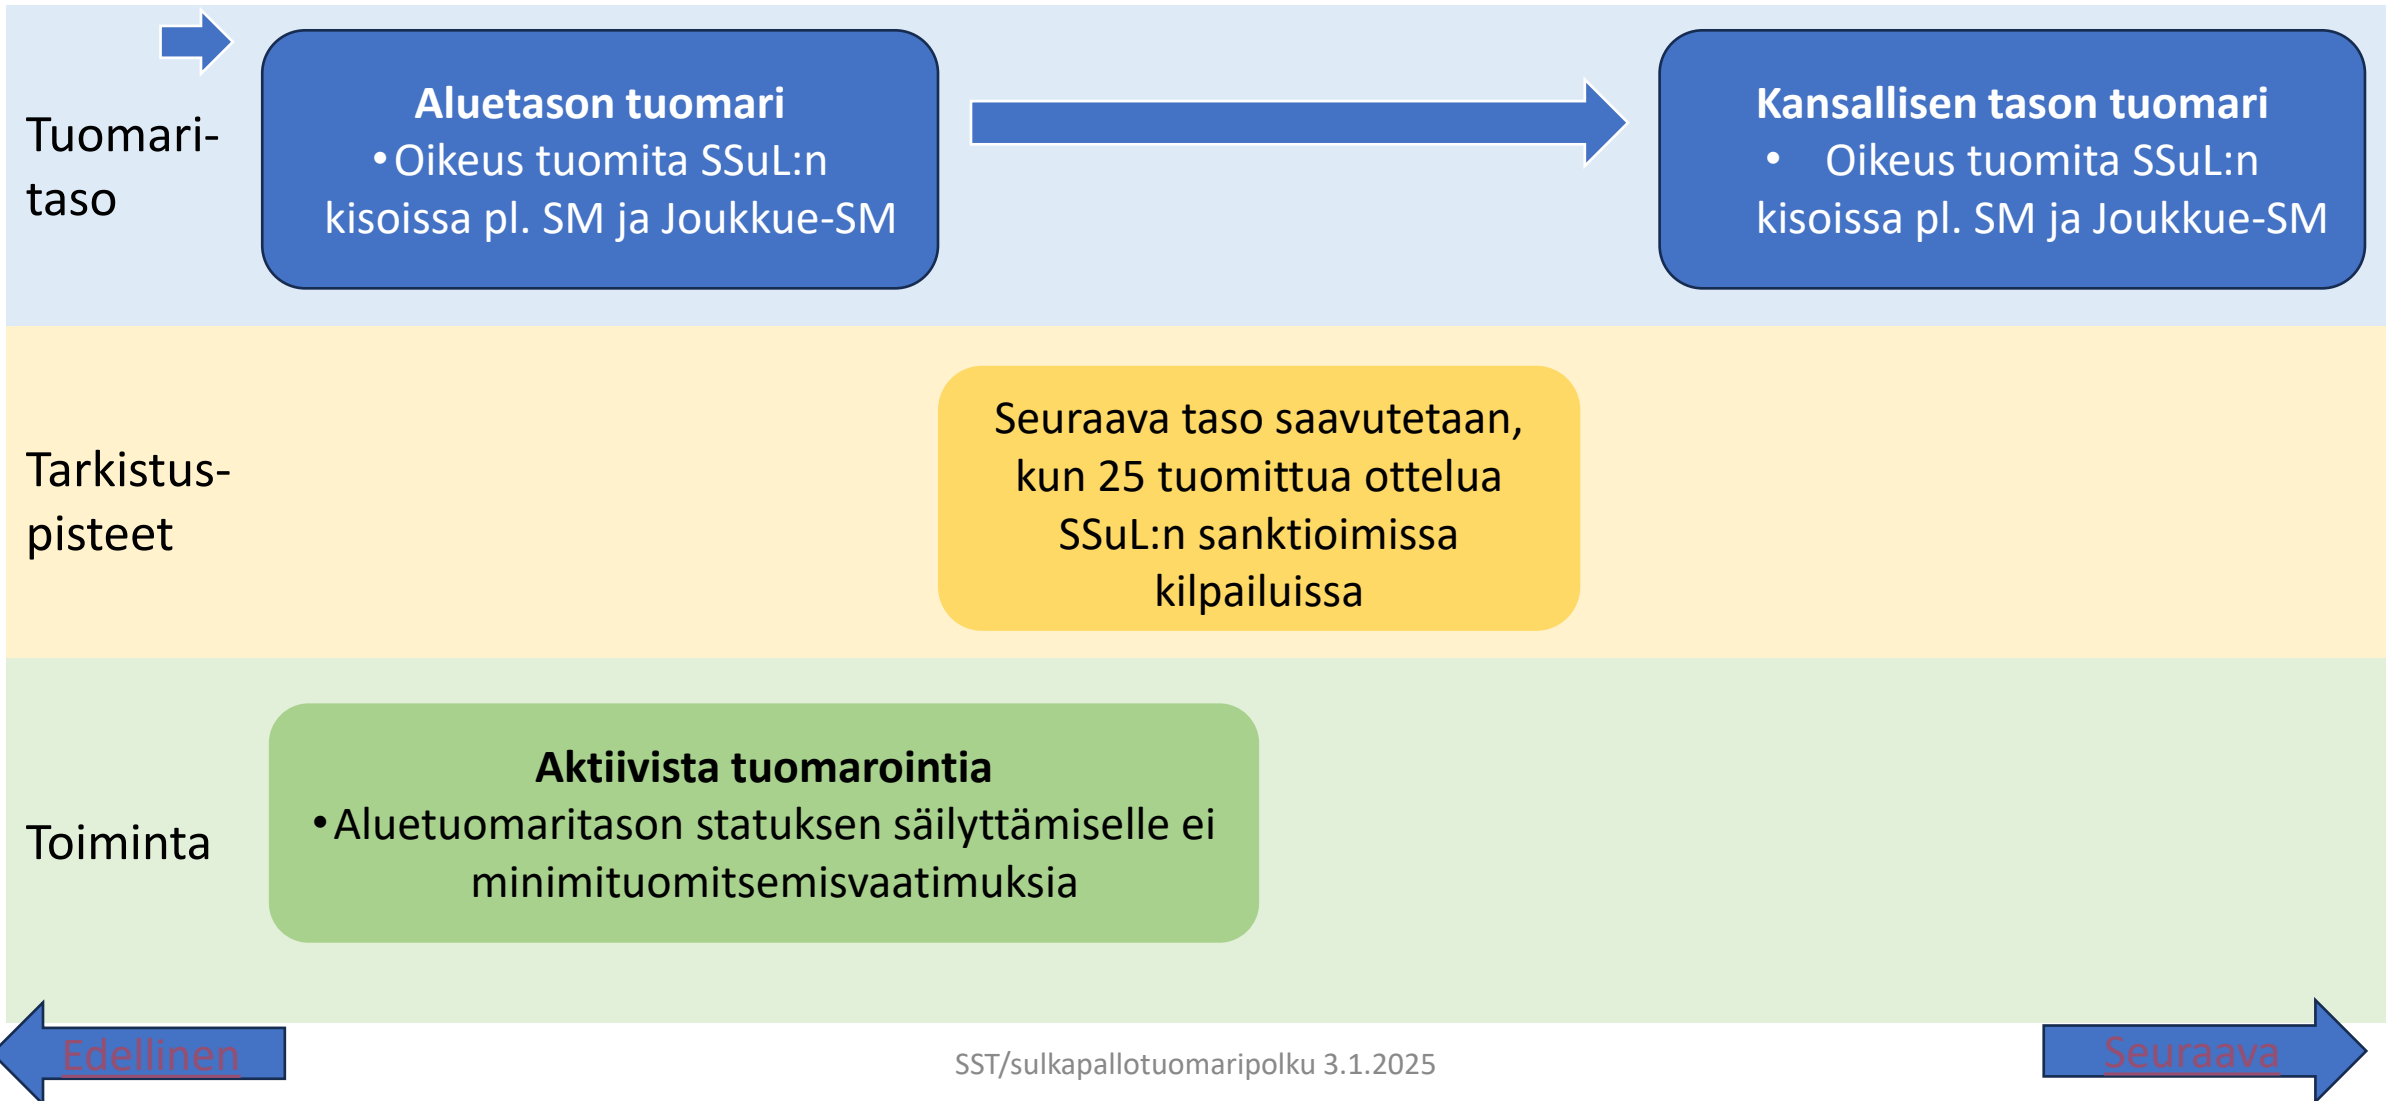 Tuomari-
taso
Aluetason tuomari
•Oikeus tuomita SSuL:n
kisoissa pl. SM ja Joukkue-SM
Kansallisen tason tuomari
• Oikeus tuomita SSuL:n
kisoissa pl. SM ja Joukkue-SM
Tarkistus-
pisteet
Seuraava taso saavutetaan,
kun 25 tuomittua ottelua
SSuL:n sanktioimissa
kilpailuissa
Toiminta
Aktiivista tuomarointia
•Aluetuomaritason statuksen säilyttämiselle ei
minimituomitsemisvaatimuksia
Edellinen
SST/sulkapallotuomaripolku 3.1.2025
Seuraava